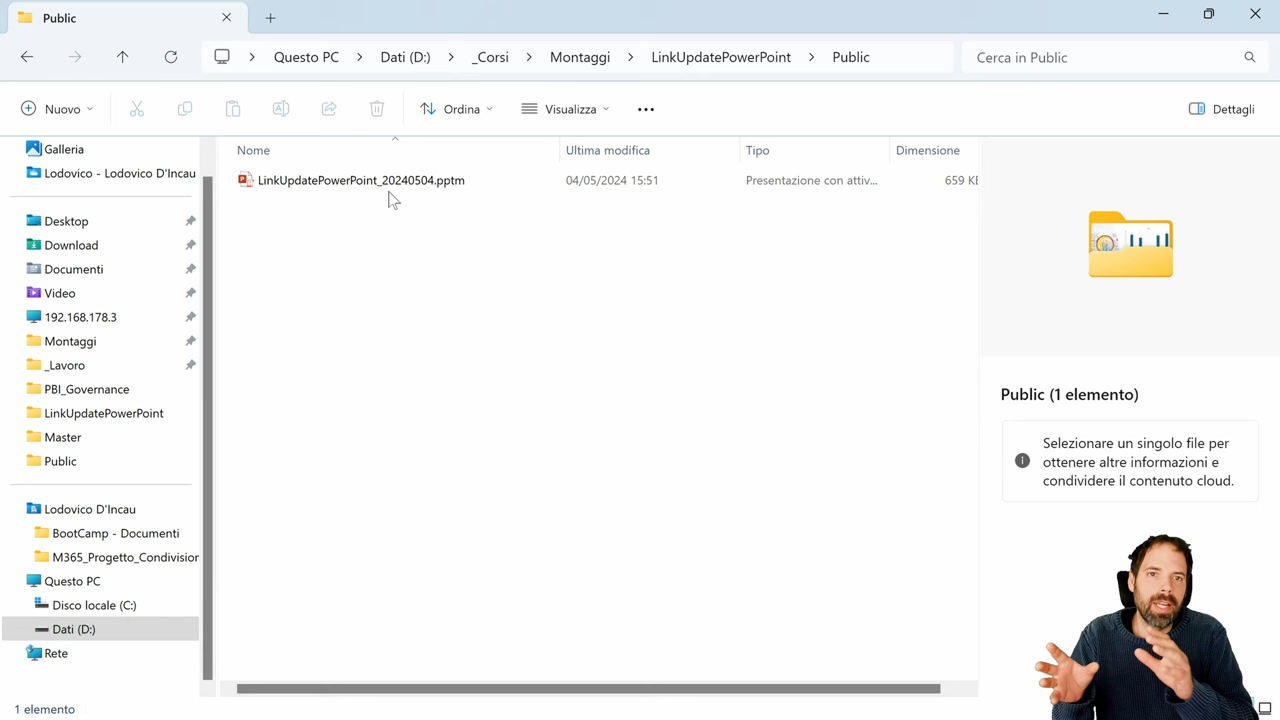 Public
Questo PC
Dati (D:)
_Corsi
Montaggi
LinkUpdatePowerPoint
Public
Cerca in Public
Nuovo
Ordina
Visualizza
Dettagli
Galleria
Lodovico - Lodovico D'Incau
Desktop
Download
Documenti
Video
192.168.178.3
Montaggi
_Lavoro
PBI_Governance
LinkUpdatePowerPoint
Master
Public
Lodovico D'Incau
BootCamp - Documenti
M365_Progetto_Condivision
Questo PC
Disco locale (C:)
Dati (D:)
Rete
Nome Ultima modifica Tipo Dimensione
LinkUpdatePowerPoint_20240504.pptm 04/05/2024 15:51 Presentazione con attiv... 659 KB
Public (1 elemento)
Selezionare un singolo file per
ottenere altre informazioni e
condividere il contenuto cloud.
1 elemento